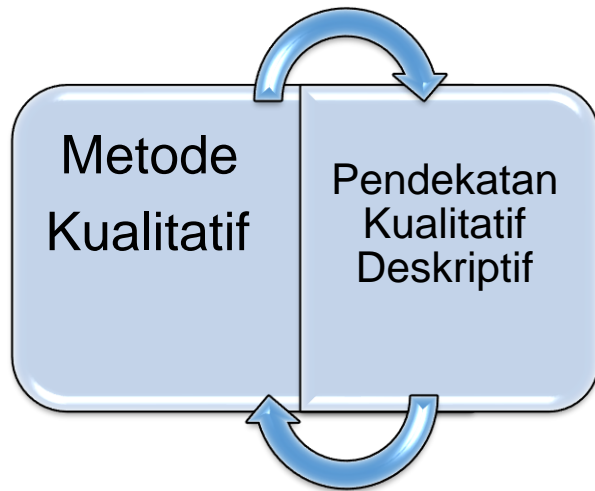 Metode
Kualitatif
Pendekatan
Kualitatif
Deskriptif